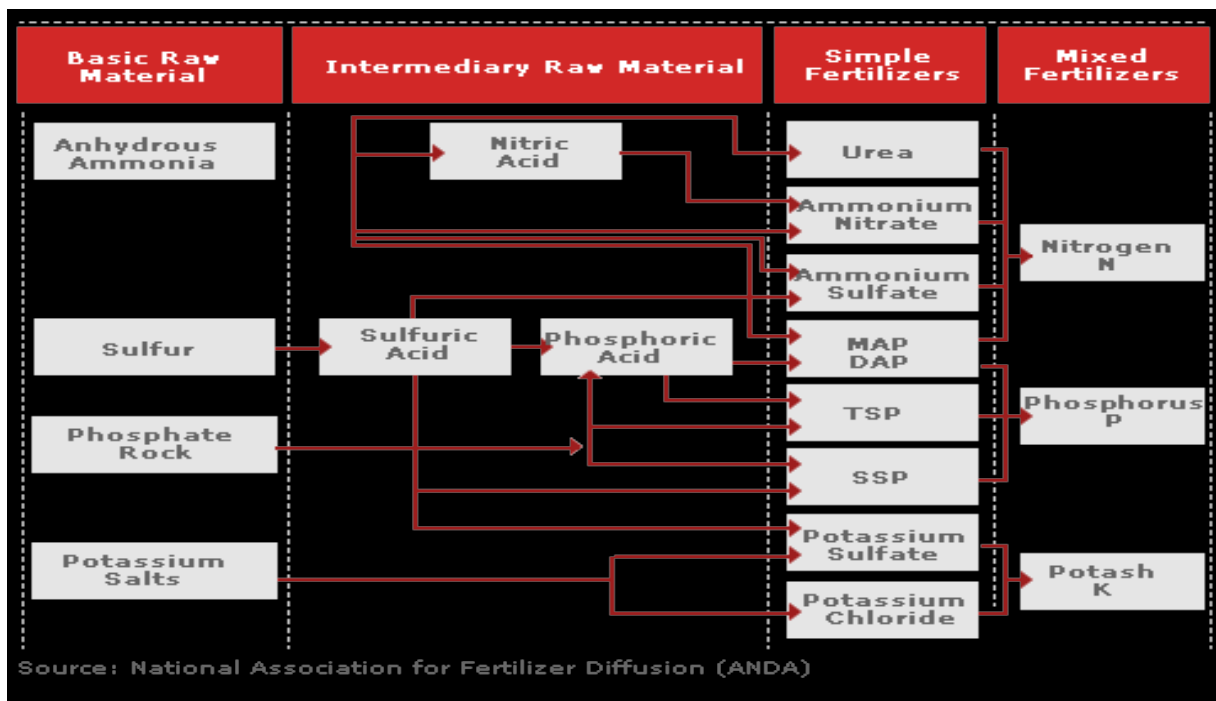 Basic Raw
Material
Intermediary Raw Material
Simple
Fertilizers
Mixed
Fertilizers
Anhydrous
Ammonia
Nitric
Acid
Urea
Ammonium
Nitrate
Nitrogen
N
Ammonium
Sulfate
Sulfur
Sulfuric
Acid
Phosphoric
Acid
MAP
DAP
TSP
Phosphorus
P
Phosphate
Rock
SSP
Potassium
Sulfate
Potassium
Salts
Potash
K
Potassium
Chloride
Source: National Association for Fertilizer Diffusion (ANDA)